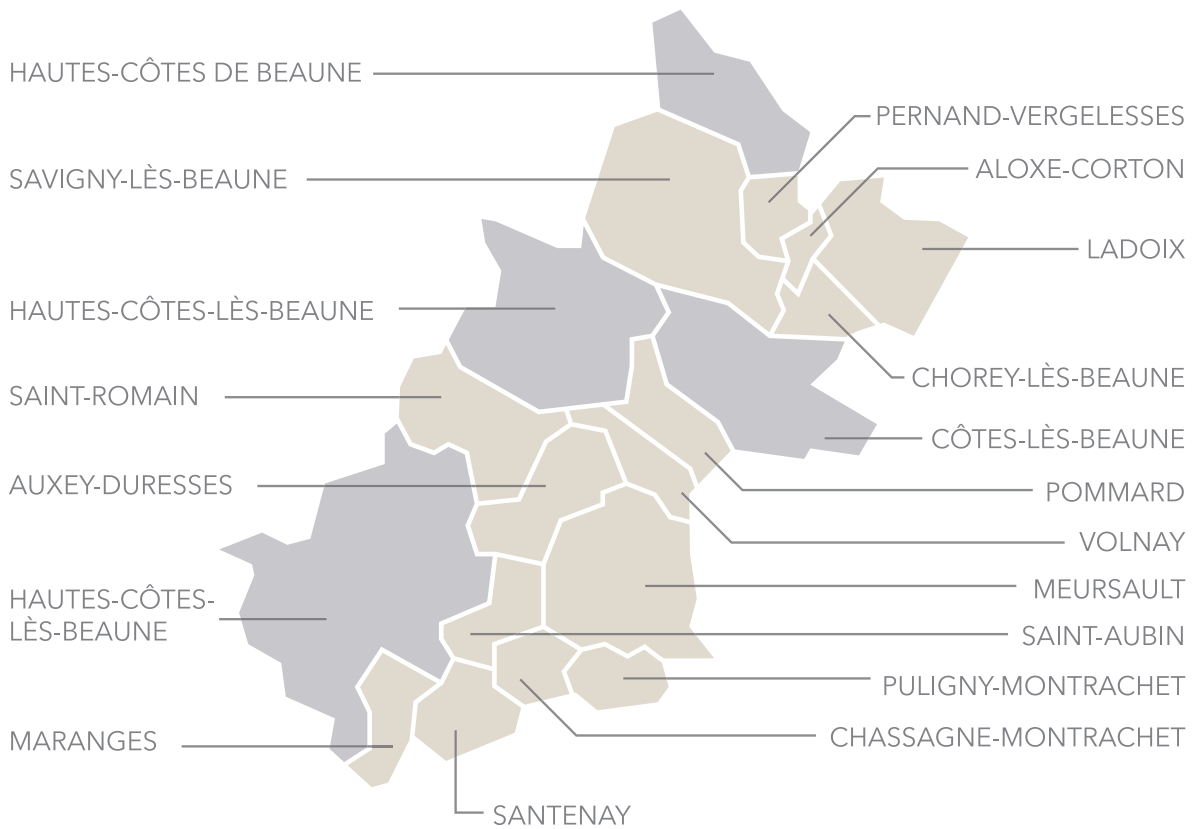 HAUTES-CÔTES DE BEAUNE
PERNAND-VERGELESSES
ALOXE-CORTON
SAVIGNY-LÈS-BEAUNE
LADOIX
HAUTES-CÔTES-LÈS-BEAUNE
CHOREY-LÈS-BEAUNE
SAINT-ROMAIN
CÔTES-LÈS-BEAUNE
AUXEY-DURESSES
POMMARD
VOLNAY
MEURSAULT
HAUTES-CÔTES-
LÈS-BEAUNE
SAINT-AUBIN
PULIGNY-MONTRACHET
CHASSAGNE-MONTRACHET
MARANGES
SANTENAY